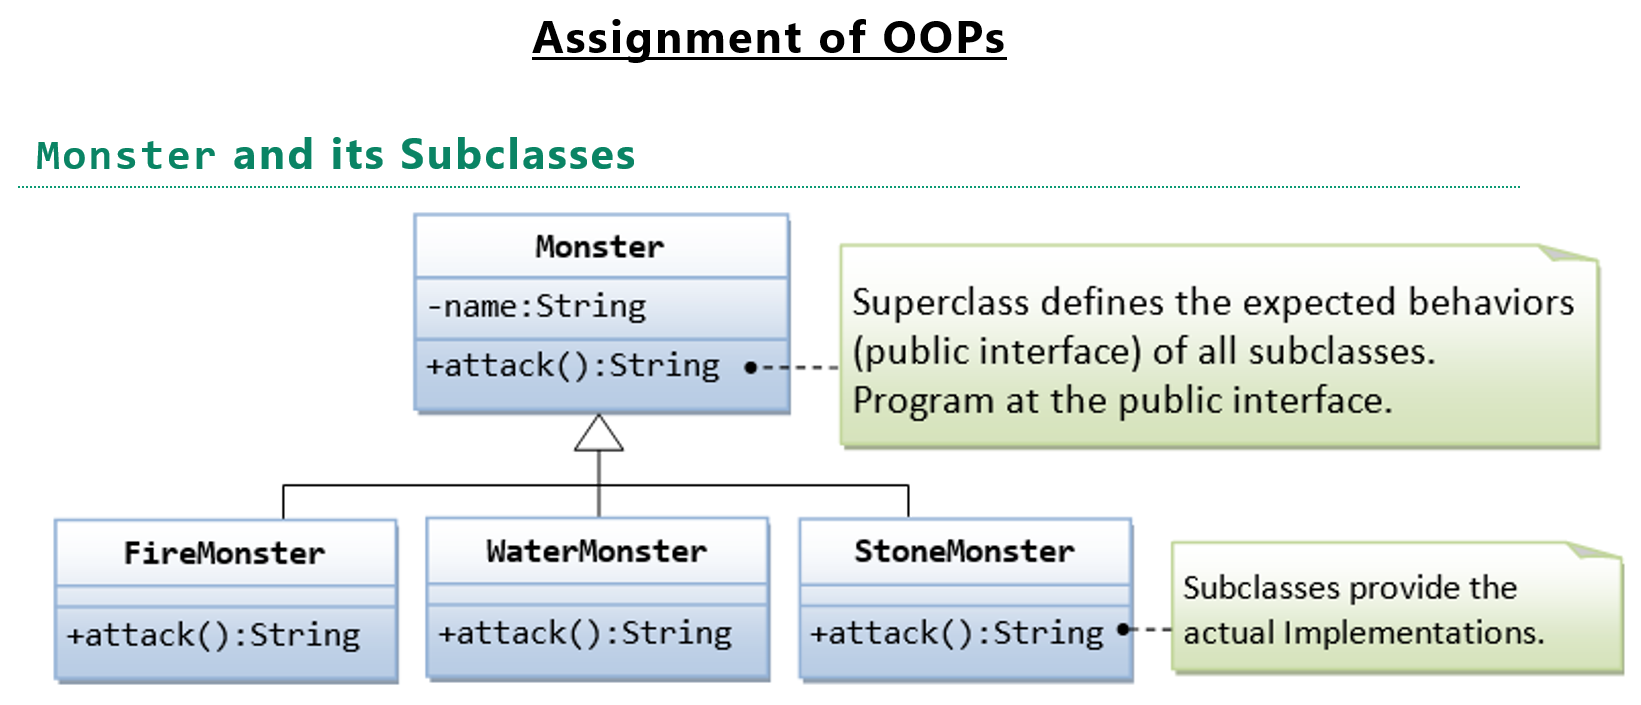 Assignment of OOPs
Monster and its Subclasses
Monster
-name:String
+attack():String
Superclass defines the expected behaviors
(public interface) of all subclasses.
Program at the public interface.
FireMonster
+attack():String
WaterMonster
+attack():String
StoneMonster
+attack():String
Subclasses provide the
actual Implementations.